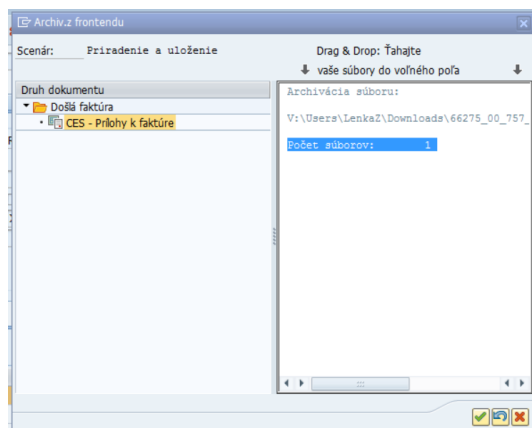 Archiv.z frontendu
Scenár: Priradenie a uloženie
Drag & Drop: Ťahajte
vaše súbory do voľného poľa
Druh dokumentu
Došlá faktúra
CES - Prílohy k faktúre
Archivácia súboru:
V:\Users\LenkaZ\Downloads\66275_00_757_
Počet súborov: 1